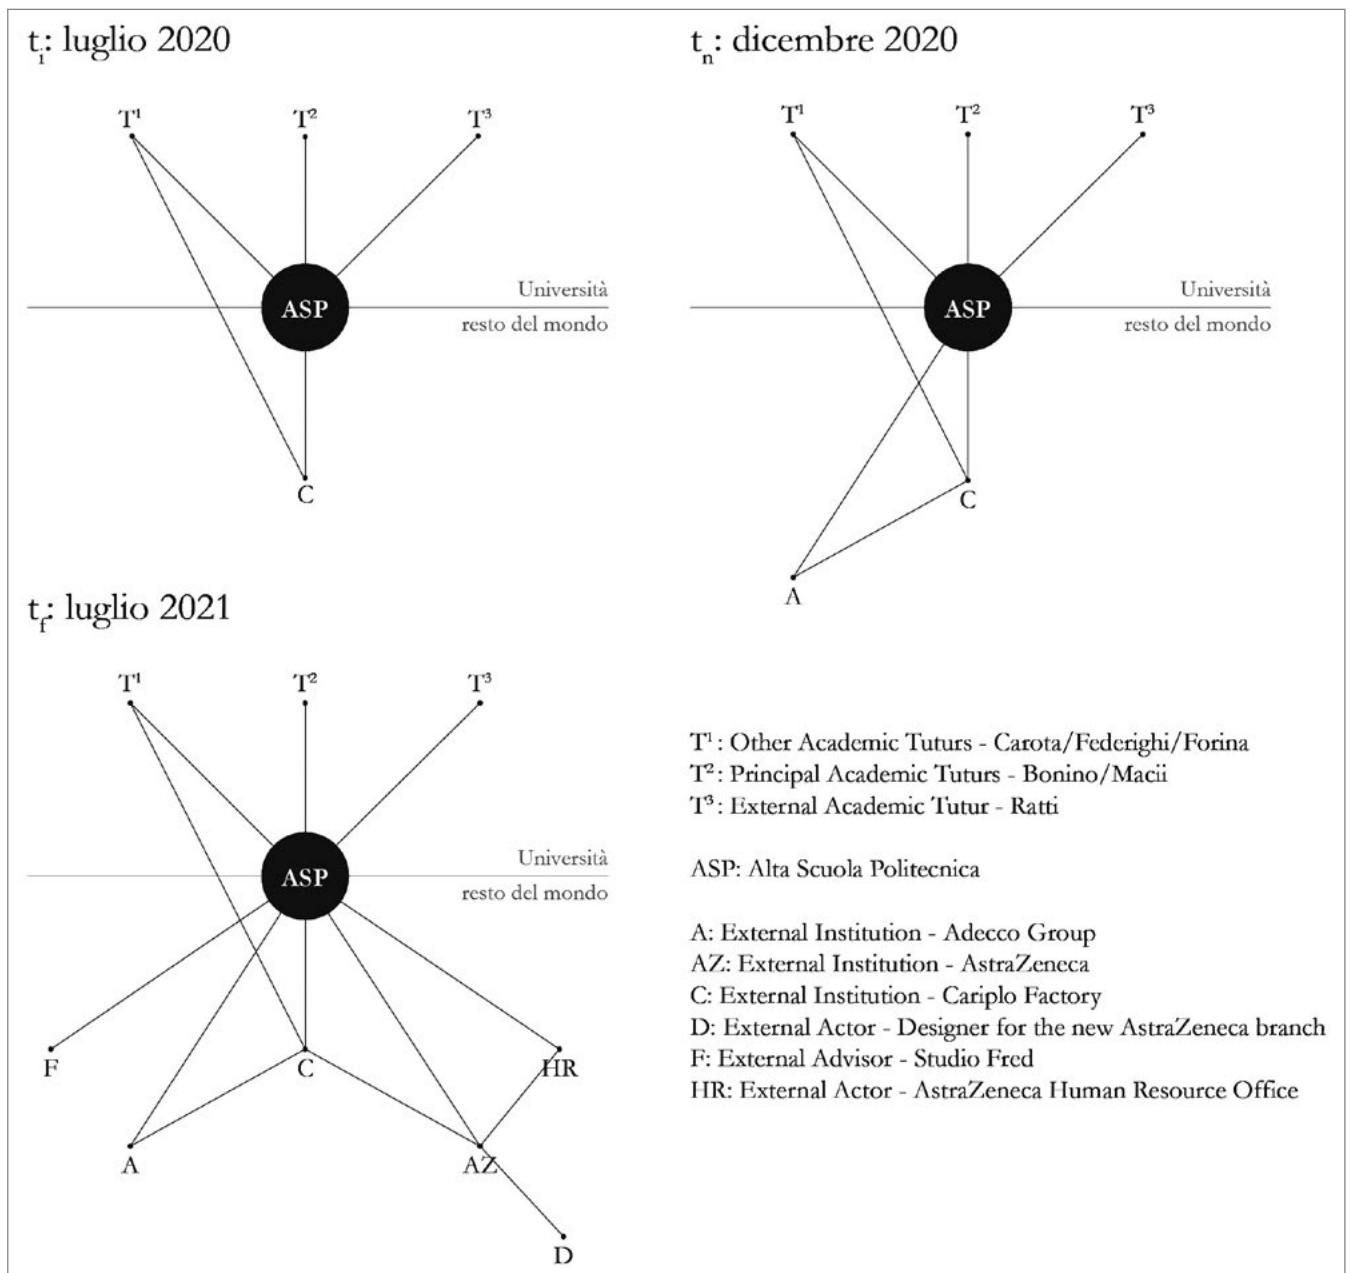 tᵢ: luglio 2020
T¹ T² T³
Università
ASP
resto del mondo
C
tₙ: dicembre 2020
T¹ T² T³
Università
ASP
resto del mondo
C
A
t_f: luglio 2021
T¹ T² T³
Università
ASP
resto del mondo
F C HR
A AZ
D
T¹: Other Academic Tuturs - Carota/Federighi/Forina
T²: Principal Academic Tuturs - Bonino/Macii
T³: External Academic Tutur - Ratti
ASP: Alta Scuola Politecnica
A: External Institution - Adecco Group
AZ: External Institution - AstraZeneca
C: External Institution - Cariplo Factory
D: External Actor - Designer for the new AstraZeneca branch
F: External Advisor - Studio Fred
HR: External Actor - AstraZeneca Human Resource Office